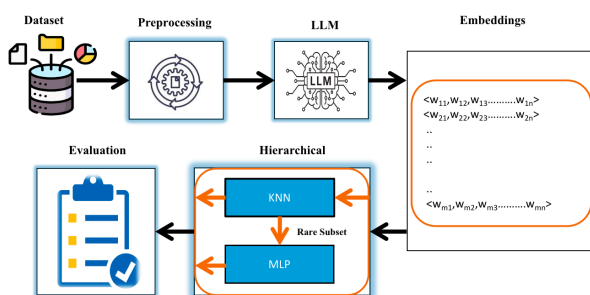 Dataset
Preprocessing
LLM
Embeddings
LLM
<w11,w12,w13.........w1n>
<w21,w22,w23.........w2n>
..
..
..
..
<wm1,wm2,wm3.........wmn>
Evaluation
Hierarchical
KNN
Rare Subset
MLP